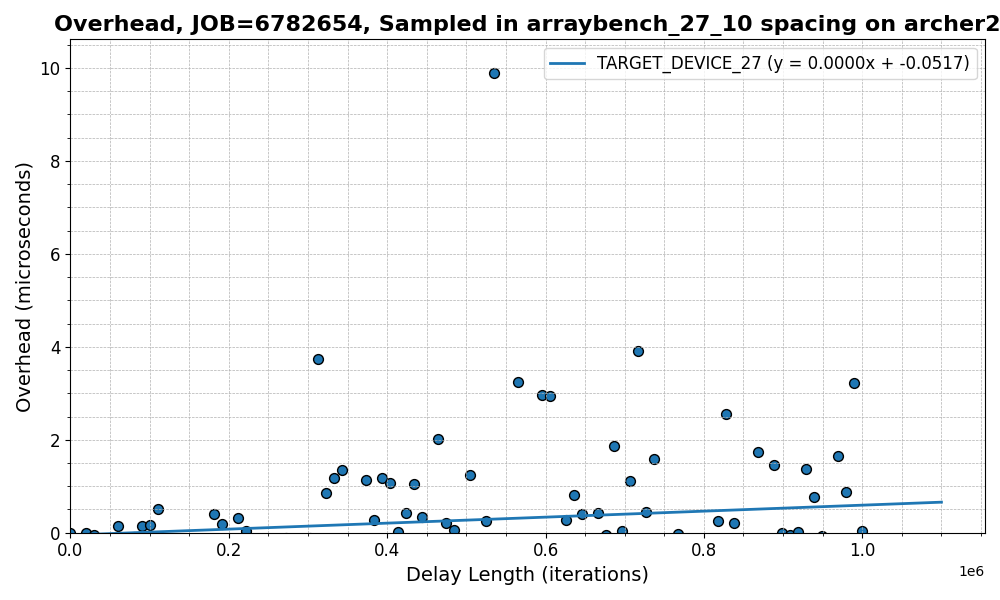 Overhead, JOB=6782654, Sampled in arraybench_27_10 spacing on archer2
TARGET_DEVICE_27 (y = 0.0000x + -0.0517)
Overhead (microseconds)
10
8
6
4
2
0
0.0 0.2 0.4 0.6 0.8 1.0
1e6
Delay Length (iterations)